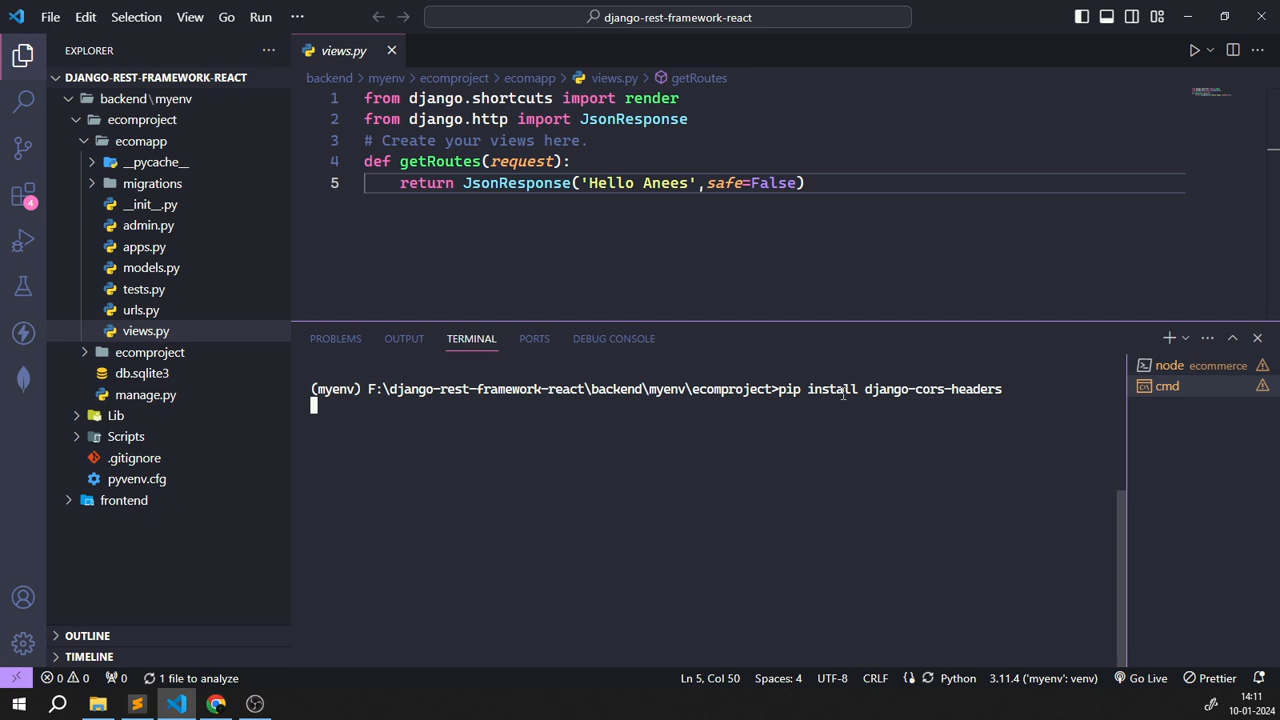 File Edit Selection View Go Run ···
django-rest-framework-react
EXPLORER ···
DJANGO-REST-FRAMEWORK-REACT
backend\myenv
ecomproject
ecomapp
__pycache__
migrations
__init__.py
admin.py
apps.py
models.py
tests.py
urls.py
views.py
ecomproject
db.sqlite3
manage.py
Lib
Scripts
.gitignore
pyvenv.cfg
frontend
OUTLINE
TIMELINE
4
views.py
backend > myenv > ecomproject > ecomapp > views.py > getRoutes
1 from django.shortcuts import render
2 from django.http import JsonResponse
3 # Create your views here.
4 def getRoutes(request):
5 return JsonResponse('Hello Anees',safe=False)
PROBLEMS OUTPUT TERMINAL PORTS DEBUG CONSOLE
(myenv) F:\django-rest-framework-react\backend\myenv\ecomproject>pip install django-cors-headers
node ecommerce
cmd
0 0 0 1 file to analyze Ln 5, Col 50 Spaces: 4 UTF-8 CRLF Python 3.11.4 ('myenv': venv) Go Live Prettier
14:11
10-01-2024